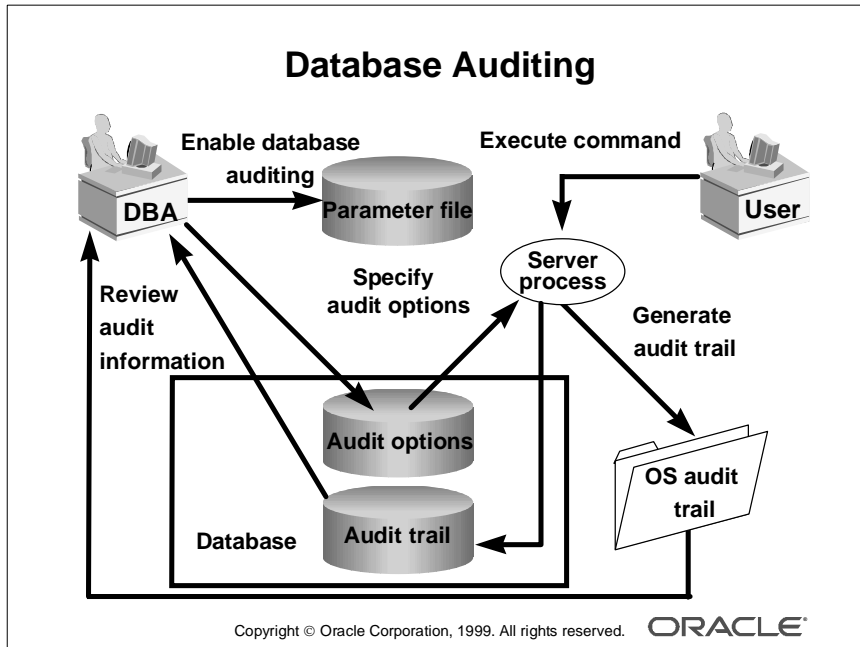 Database Auditing
Enable database
auditing
Execute command
DBA
Parameter file
User
Specify
audit options
Server
process
Review
audit
information
Generate
audit trail
Audit options
OS audit
trail
Database
Audit trail
Copyright © Oracle Corporation, 1999. All rights reserved.
ORACLE®